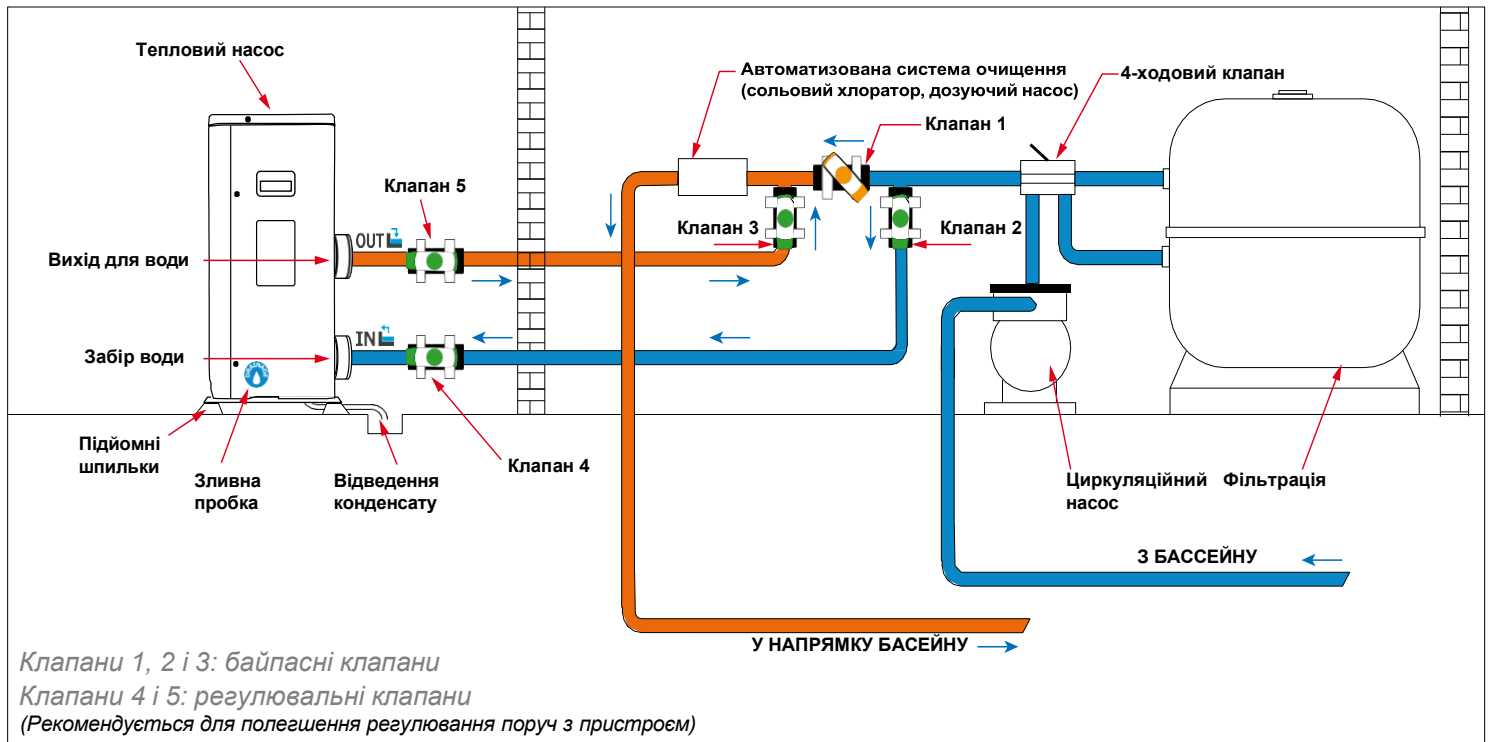 Тепловий насос
Автоматизована система очищення
(сольовий хлоратор, дозуючий насос)
4-ходовий клапан
Клапан 1
Клапан 5
Клапан 3
Клапан 2
OUT
Вихід для води
IN
Забір води
Підйомні
шпильки
Зливна
пробка
Відведення
конденсату
Клапан 4
Циркуляційний
насос
Фільтрація
З БАССЕЙНУ
У НАПРЯМКУ БАСЕЙНУ
Клапани 1, 2 і 3: байпасні клапани
Клапани 4 і 5: регулювальні клапани
(Рекомендується для полегшення регулювання поруч з пристроєм)